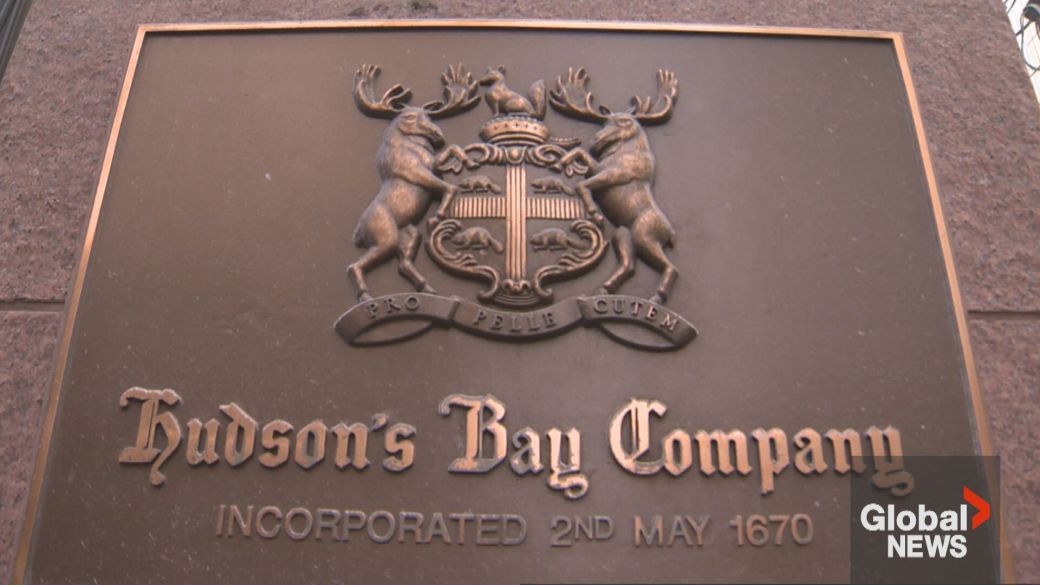 PRO PELLE CUTEM
Hudson's Bay Company
INCORPORATED 2ND MAY 1670
Global
NEWS